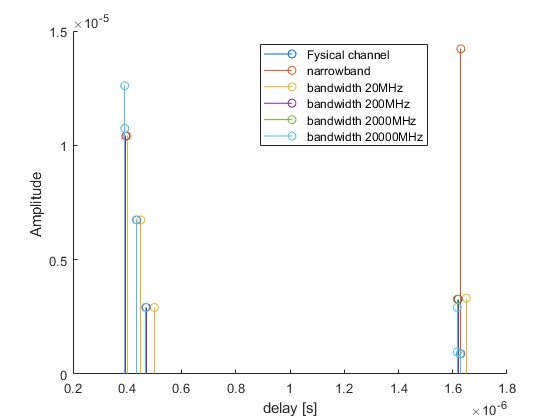 ×10⁻⁵
1.5
1
0.5
0
Amplitude
Fysical channel
narrowband
bandwidth 20MHz
bandwidth 200MHz
bandwidth 2000MHz
bandwidth 20000MHz
0.2 0.4 0.6 0.8 1 1.2 1.4 1.6 1.8
delay [s]
×10⁻⁶